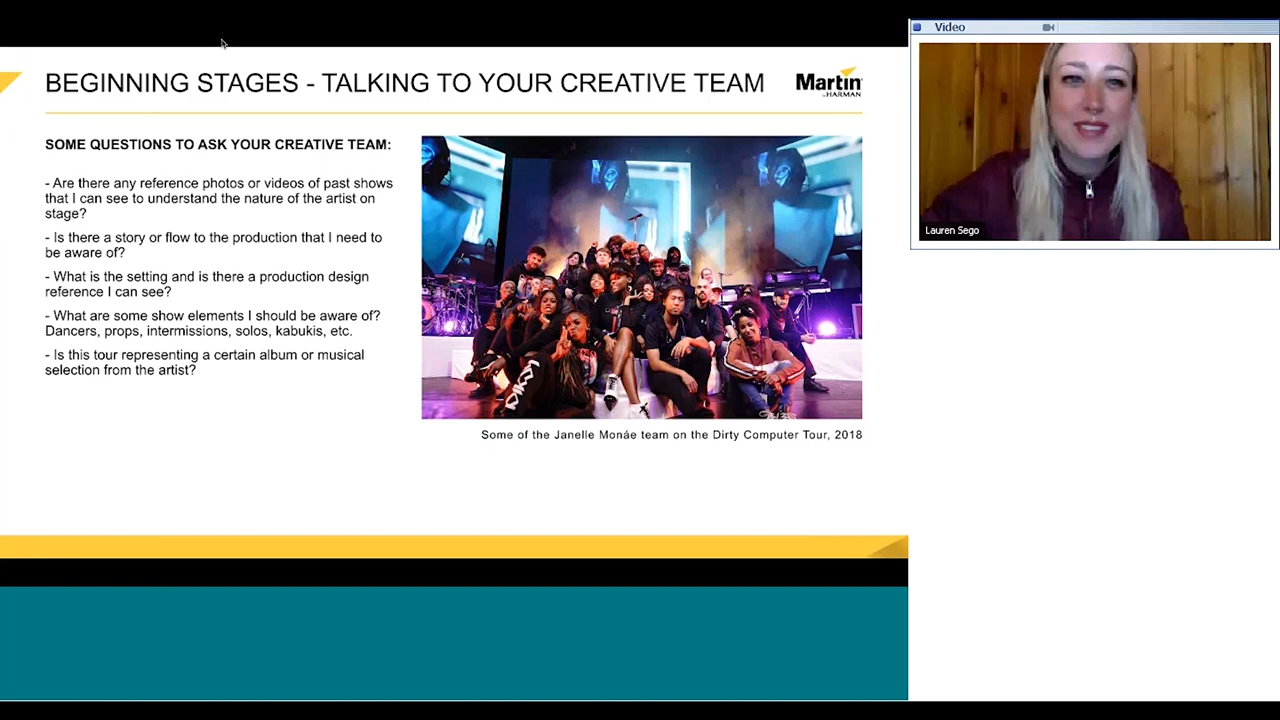 Video
BEGINNING STAGES - TALKING TO YOUR CREATIVE TEAM
Martin
by HARMAN
SOME QUESTIONS TO ASK YOUR CREATIVE TEAM:
- Are there any reference photos or videos of past shows
that I can see to understand the nature of the artist on
stage?
- Is there a story or flow to the production that I need to
be aware of?
- What is the setting and is there a production design
reference I can see?
- What are some show elements I should be aware of?
Dancers, props, intermissions, solos, kabukis, etc.
- Is this tour representing a certain album or musical
selection from the artist?
Some of the Janelle Monáe team on the Dirty Computer Tour, 2018
Lauren Sego